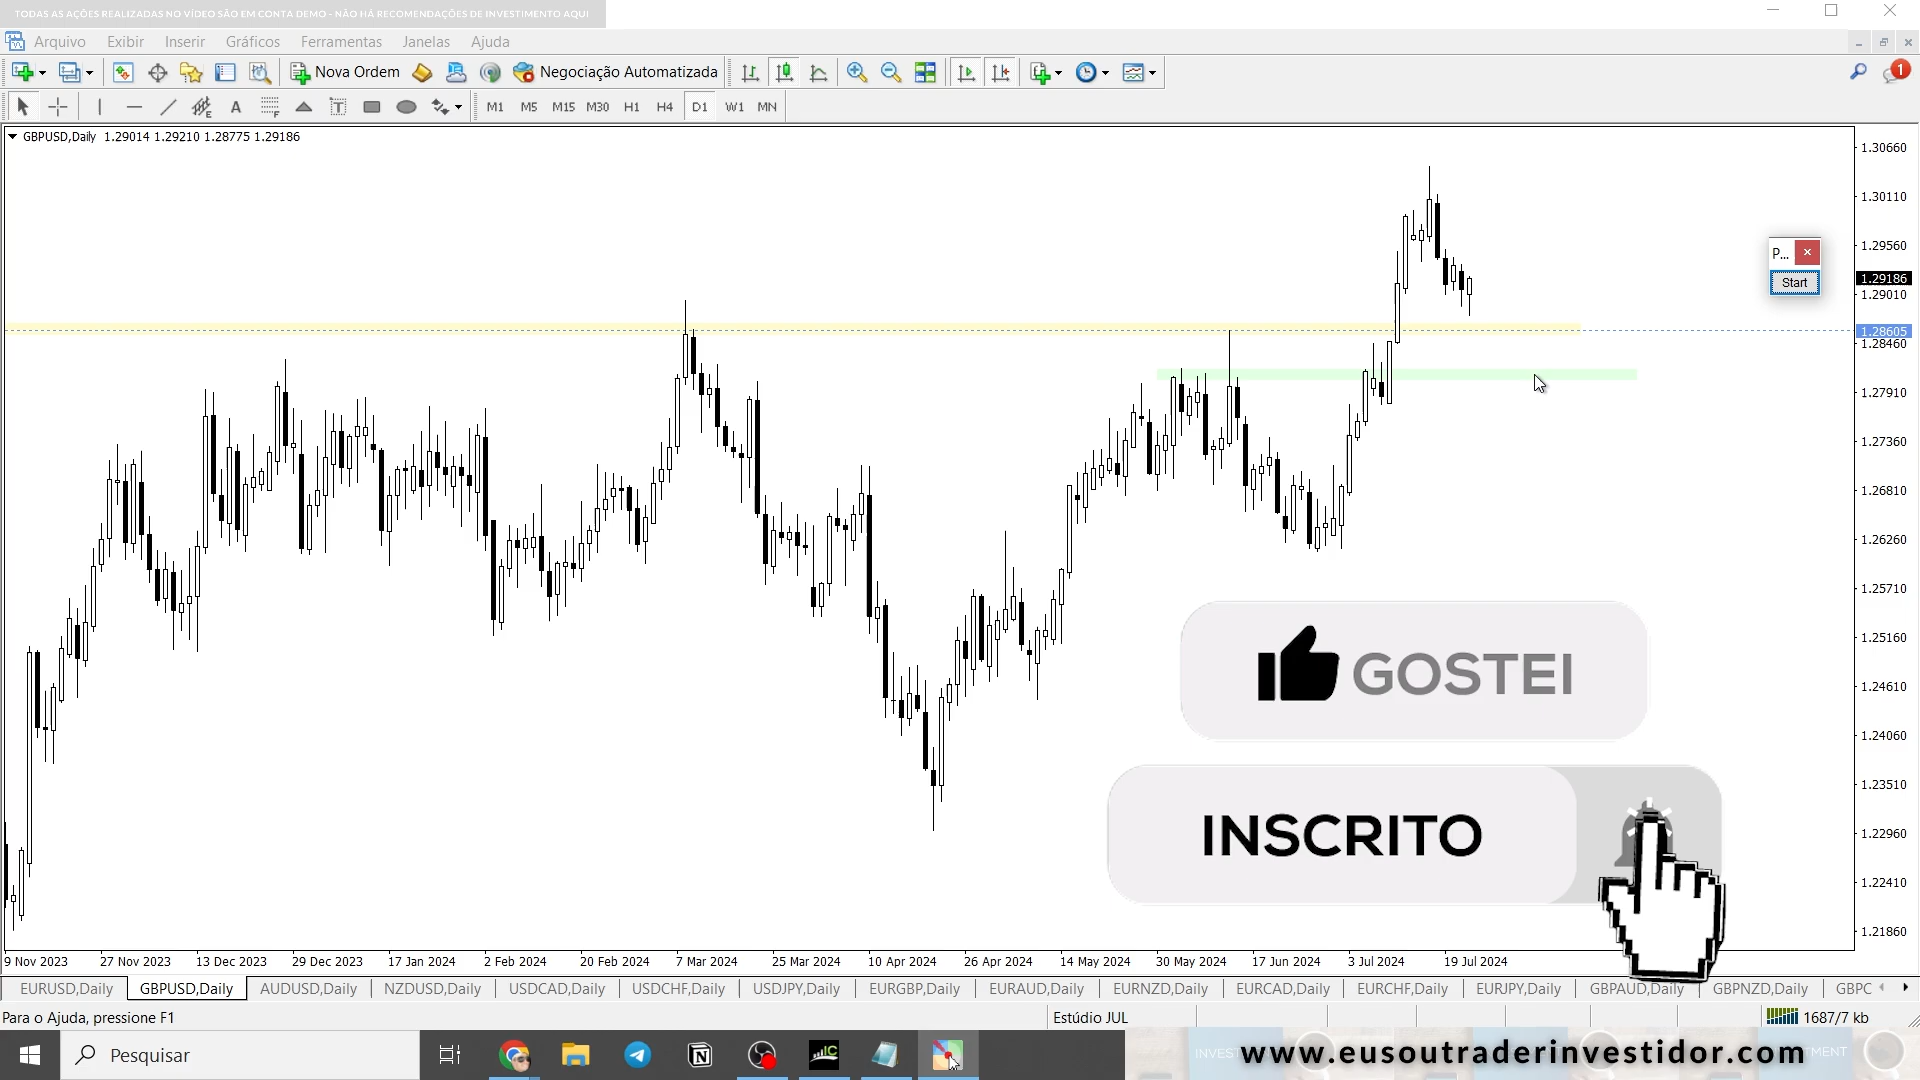 TODAS AS AÇÕES REALIZADAS NO VÍDEO SÃO EM CONTA DEMO - NÃO HÁ RECOMENDAÇÕES DE INVESTIMENTO AQUI
Arquivo Exibir Inserir Gráficos Ferramentas Janelas Ajuda
Nova Ordem Negociação Automatizada 1
A F T M1 M5 M15 M30 H1 H4 D1 W1 MN
GBPUSD,Daily 1.29014 1.29210 1.28775 1.29186
1.30660
1.30110
1.29560
P...
Start
1.29186
1.29010
1.28605
1.28460
1.27910
1.27360
1.26810
1.26260
1.25710
1.25160
1.24610
1.24060
1.23510
1.22960
1.22410
1.21860
GOSTEI
INSCRITO
9 Nov 2023 27 Nov 2023 13 Dec 2023 29 Dec 2023 17 Jan 2024 2 Feb 2024 20 Feb 2024 7 Mar 2024 25 Mar 2024 10 Apr 2024 26 Apr 2024 14 May 2024 30 May 2024 17 Jun 2024 3 Jul 2024 19 Jul 2024
EURUSD,Daily GBPUSD,Daily AUDUSD,Daily NZDUSD,Daily USDCAD,Daily USDCHF,Daily USDJPY,Daily EURGBP,Daily EURAUD,Daily EURNZD,Daily EURCAD,Daily EURCHF,Daily EURJPY,Daily GBPAUD,Daily GBPNZD,Daily GBPC
Para o Ajuda, pressione F1 Estúdio JUL 1687/7 kb
Pesquisar IC www.eusoutraderinvestidor.com